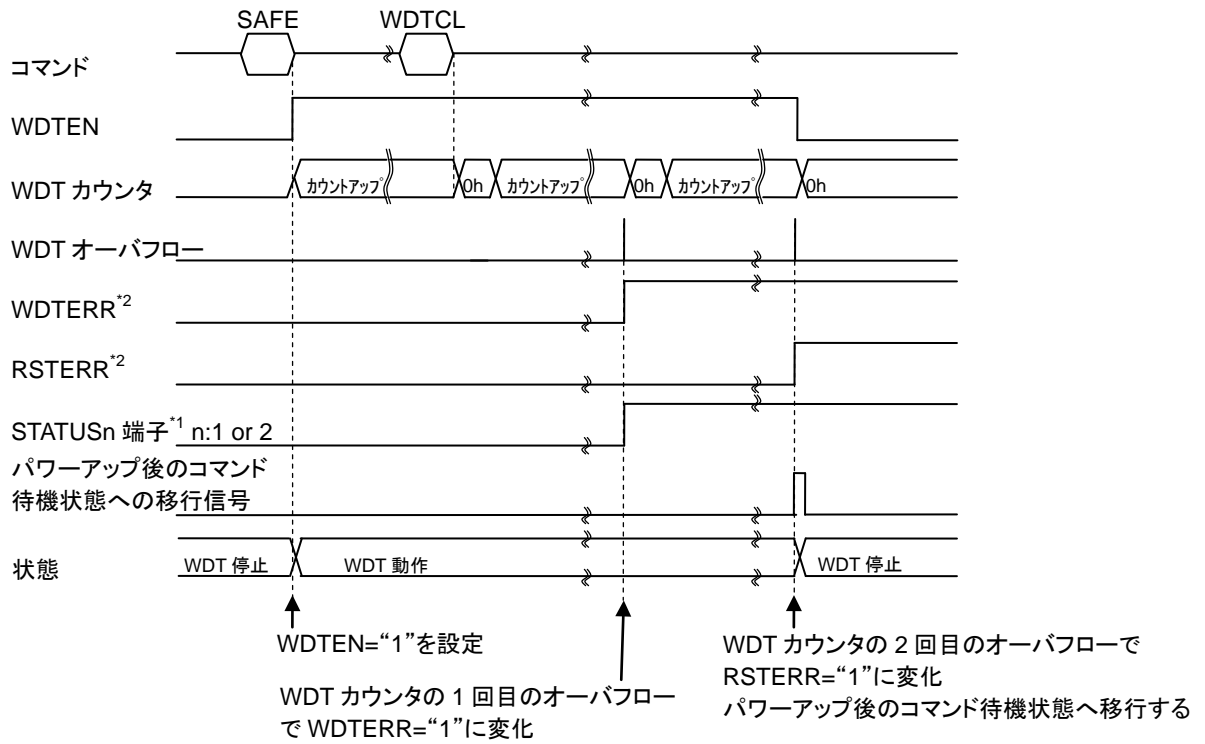 SAFE WDTCL
コマンド
WDTEN
WDT カウンタ カウントアップ 0h カウントアップ 0h カウントアップ 0h
WDT オーバフロー
WDTERR*2
RSTERR*2
STATUSn 端子*1 n:1 or 2
パワーアップ後のコマンド
待機状態への移行信号
状態 WDT 停止 WDT 動作 WDT 停止
WDTEN=“1”を設定
WDT カウンタの 1 回目のオーバフロー
で WDTERR=“1”に変化
WDT カウンタの 2 回目のオーバフローで
RSTERR=“1”に変化
パワーアップ後のコマンド待機状態へ移行する